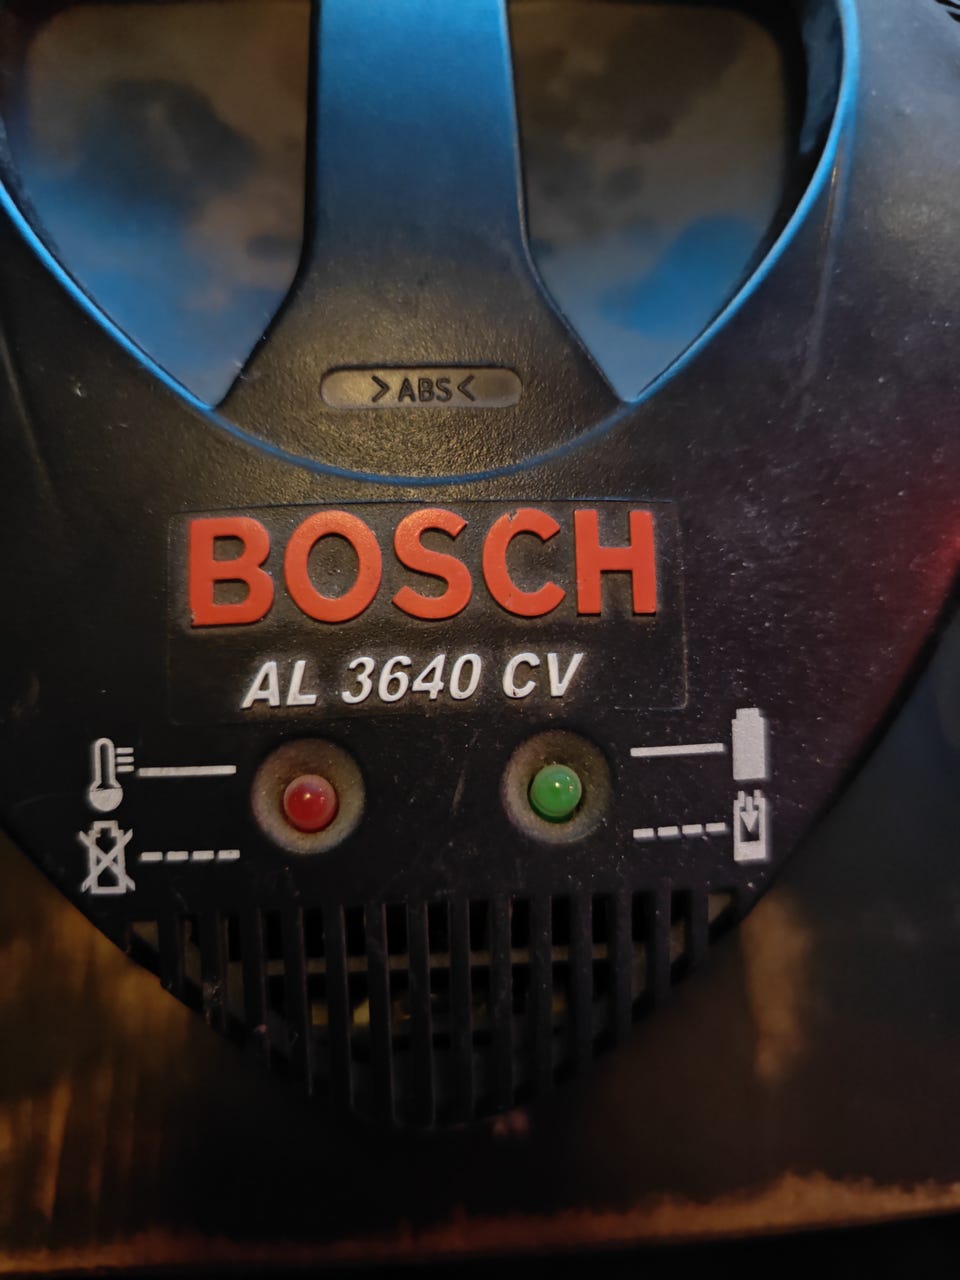 >ABS<
BOSCH
AL 3640 CV